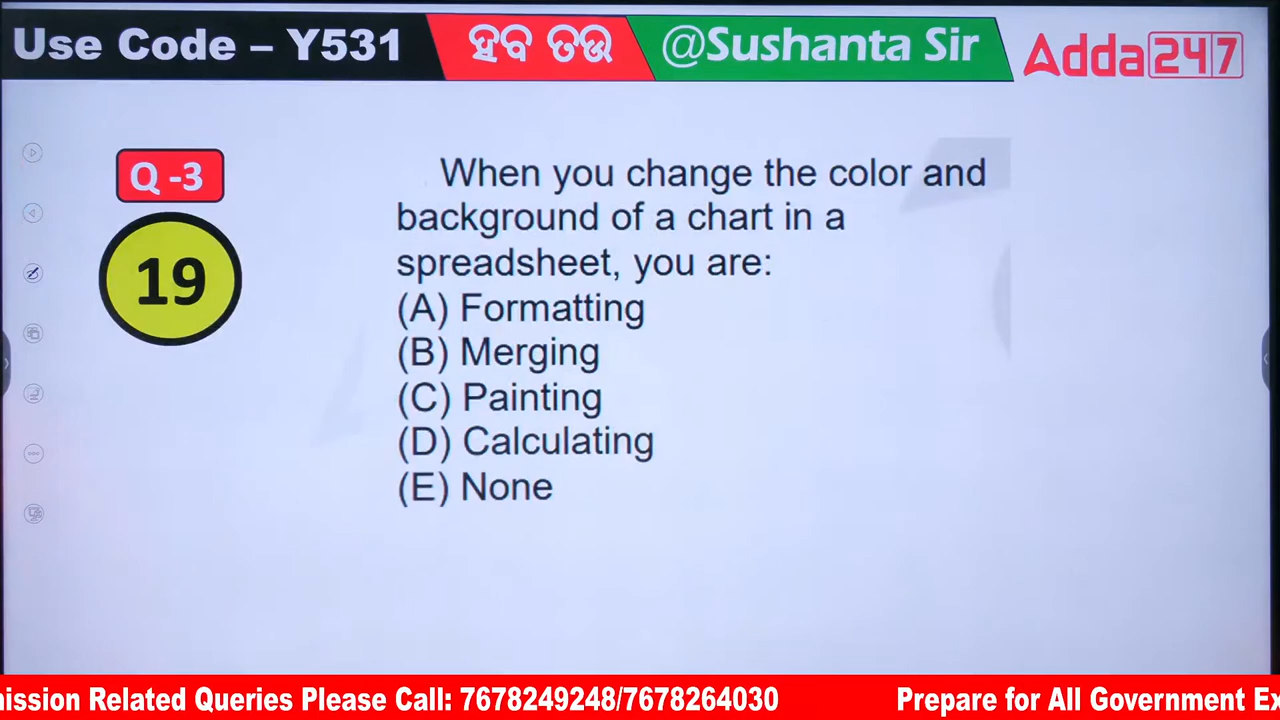 Use Code – Y531
ହବ ତଉ
@Sushanta Sir
Adda247
Q -3
19
When you change the color and
background of a chart in a
spreadsheet, you are:
(A) Formatting
(B) Merging
(C) Painting
(D) Calculating
(E) None
mission Related Queries Please Call: 7678249248/7678264030
Prepare for All Government Ex